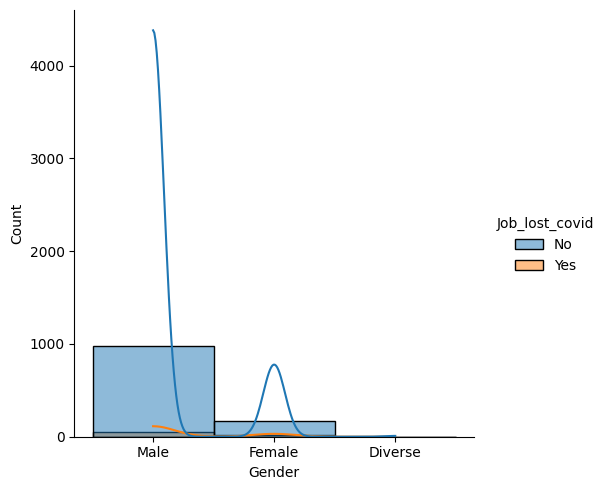 4000
3000
2000
1000
0
Count
Male Female Diverse
Gender
Job_lost_covid
No
Yes